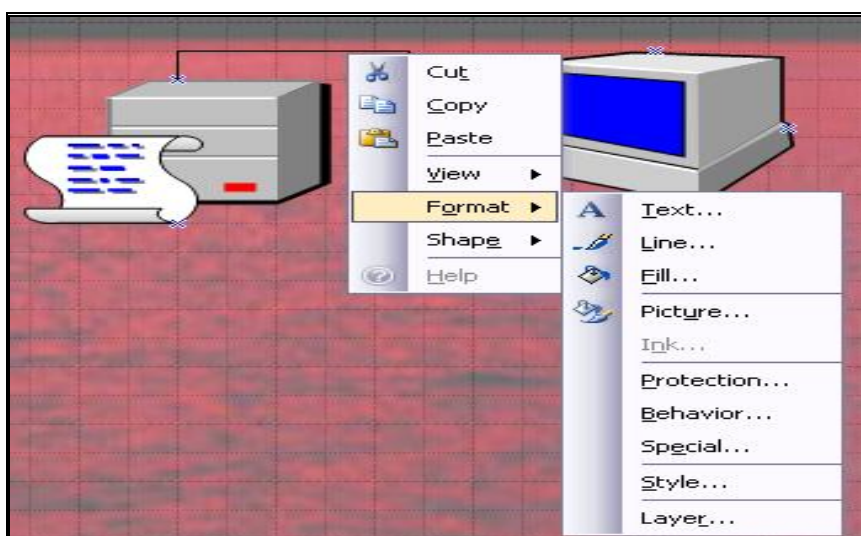 Cut
Copy
Paste
View
Format
Shape
Help
Text...
Line...
Fill...
Picture...
Ink...
Protection...
Behavior...
Special...
Style...
Layer...